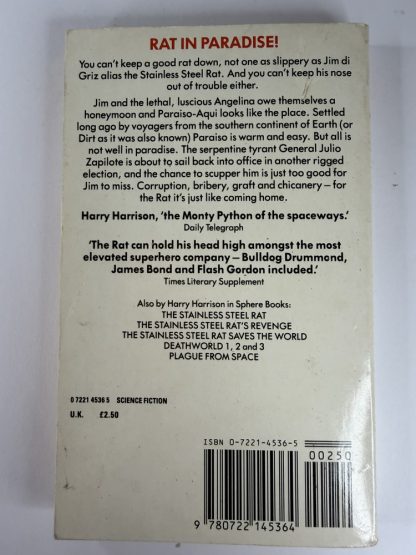 RAT IN PARADISE!
You can't keep a good rat down, not one as slippery as Jim di
Griz alias the Stainless Steel Rat. And you can't keep his nose
out of trouble either.
Jim and the lethal, luscious Angelina owe themselves a
honeymoon and Paraiso-Aqui looks like the place. Settled
long ago by voyagers from the southern continent of Earth (or
Dirt as it was also known) Paraiso is warm and easy. But all is
not well in paradise. The serpentine tyrant General Julio
Zapilote is about to sail back into office in another rigged
election, and the chance to scupper him is just too good for
Jim to miss. Corruption, bribery, graft and chicanery – for
the Rat it's just like coming home.
Harry Harrison, 'the Monty Python of the spaceways.'
Daily Telegraph
'The Rat can hold his head high amongst the most
elevated superhero company – Bulldog Drummond,
James Bond and Flash Gordon included.'
Times Literary Supplement
Also by Harry Harrison in Sphere Books:
THE STAINLESS STEEL RAT
THE STAINLESS STEEL RAT'S REVENGE
THE STAINLESS STEEL RAT SAVES THE WORLD
DEATHWORLD 1, 2 and 3
PLAGUE FROM SPACE
0 7221 4536 5 SCIENCE FICTION
U.K. £2.50
ISBN 0-7221-4536-5
00250
9 780722 145364